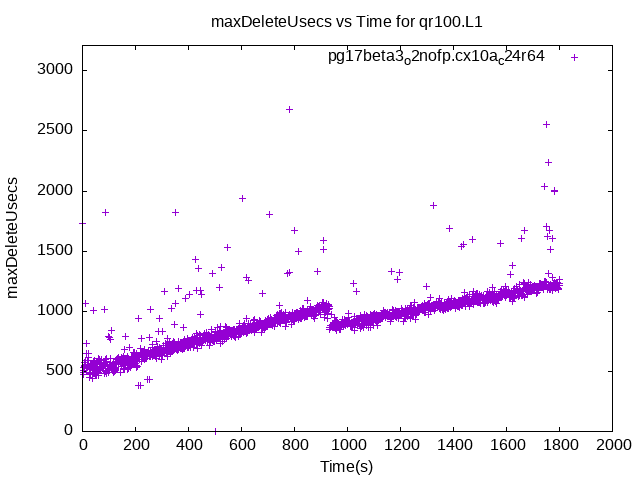 maxDeleteUsecs vs Time for qr100.L1
pg17beta3_o2nofp.cx10a_c24r64
3000
2500
2000
1500
1000
500
0
maxDeleteUsecs
0 200 400 600 800 1000 1200 1400 1600 1800 2000
Time(s)